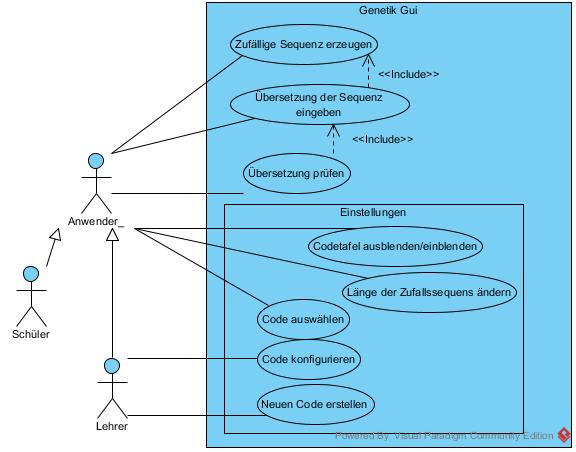 Genetik Gui
Zufällige Sequenz erzeugen
<<Include>>
Übersetzung der Sequenz
eingeben
<<Include>>
Übersetzung prüfen
Anwender_
Einstellungen
Codetafel ausblenden/einblenden
Länge der Zufallssequens ändern
Code auswählen
Schüler
Code konfigurieren
Neuen Code erstellen
Lehrer
Powered By Visual Paradigm Community Edition